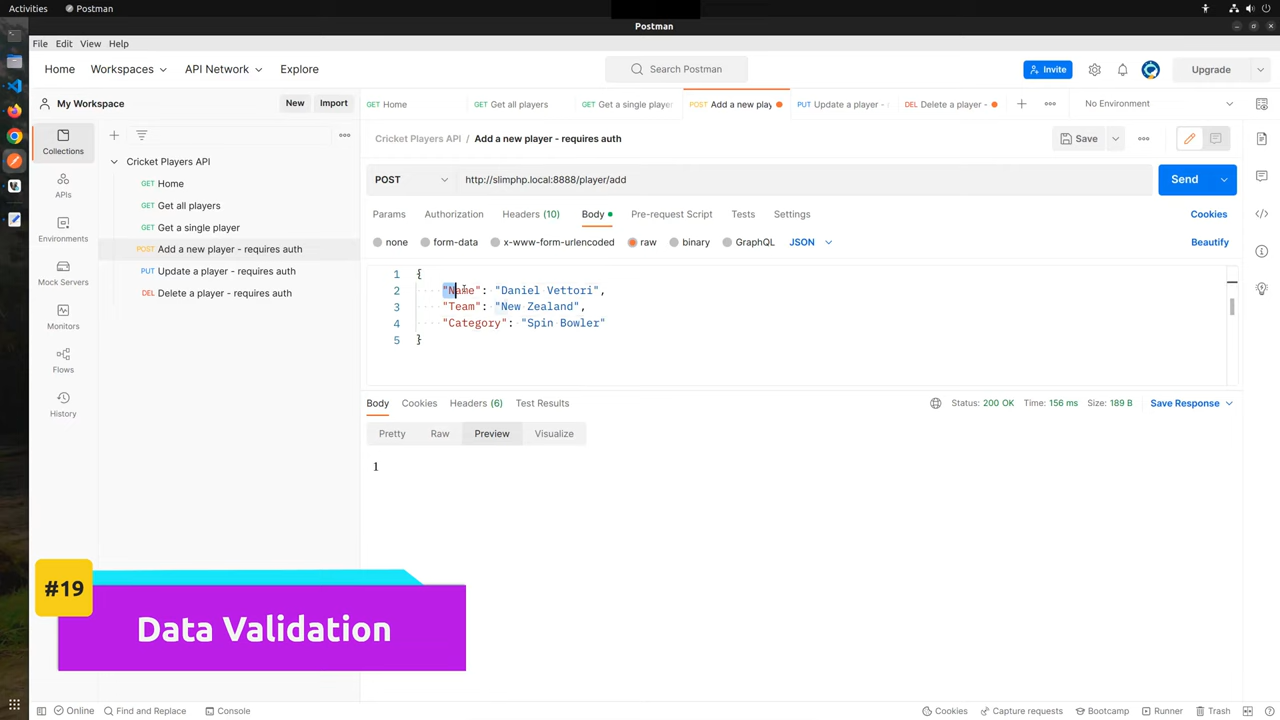 Activities Postman
Postman
File Edit View Help
Home Workspaces API Network Explore Search Postman Invite Upgrade
My Workspace New Import
Home Get all players Get a single player POST Add a new play PUT Update a player - DEL Delete a player - No Environment
Collections
APIs
Environments
Mock Servers
Monitors
Flows
History
Cricket Players API
GET Home
GET Get all players
GET Get a single player
POST Add a new player - requires auth
PUT Update a player - requires auth
DEL Delete a player - requires auth
Cricket Players API / Add a new player - requires auth Save
POST http://slimphp.local:8888/player/add Send
Params Authorization Headers (10) Body Pre-request Script Tests Settings Cookies
none form-data x-www-form-urlencoded raw binary GraphQL JSON Beautify
1 {
2 "Name": "Daniel Vettori",
3 "Team": "New Zealand",
4 "Category": "Spin Bowler"
5 }
Body Cookies Headers (6) Test Results Status: 200 OK Time: 156 ms Size: 189 B Save Response
Pretty Raw Preview Visualize
1
#19
Data Validation
Online Find and Replace Console Cookies Capture requests Bootcamp Runner Trash